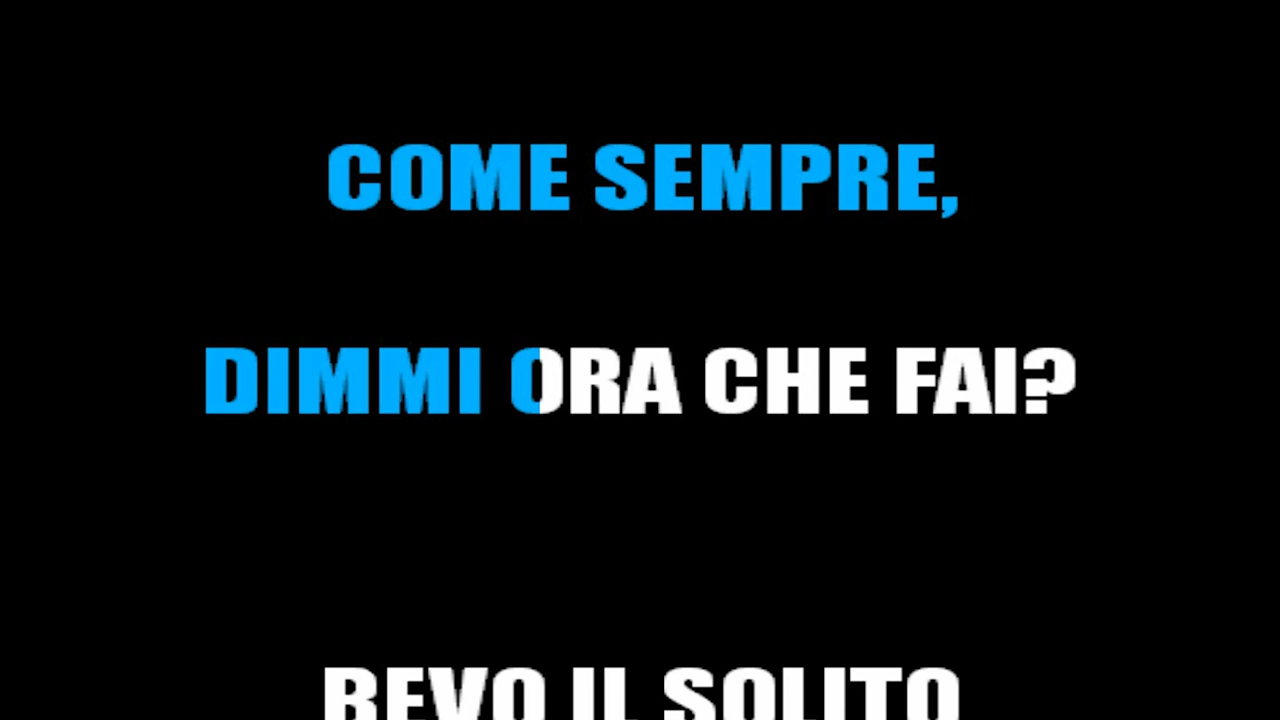 COME SEMPRE,
DIMMI ORA CHE FAI?
BEVO IL SOLITO